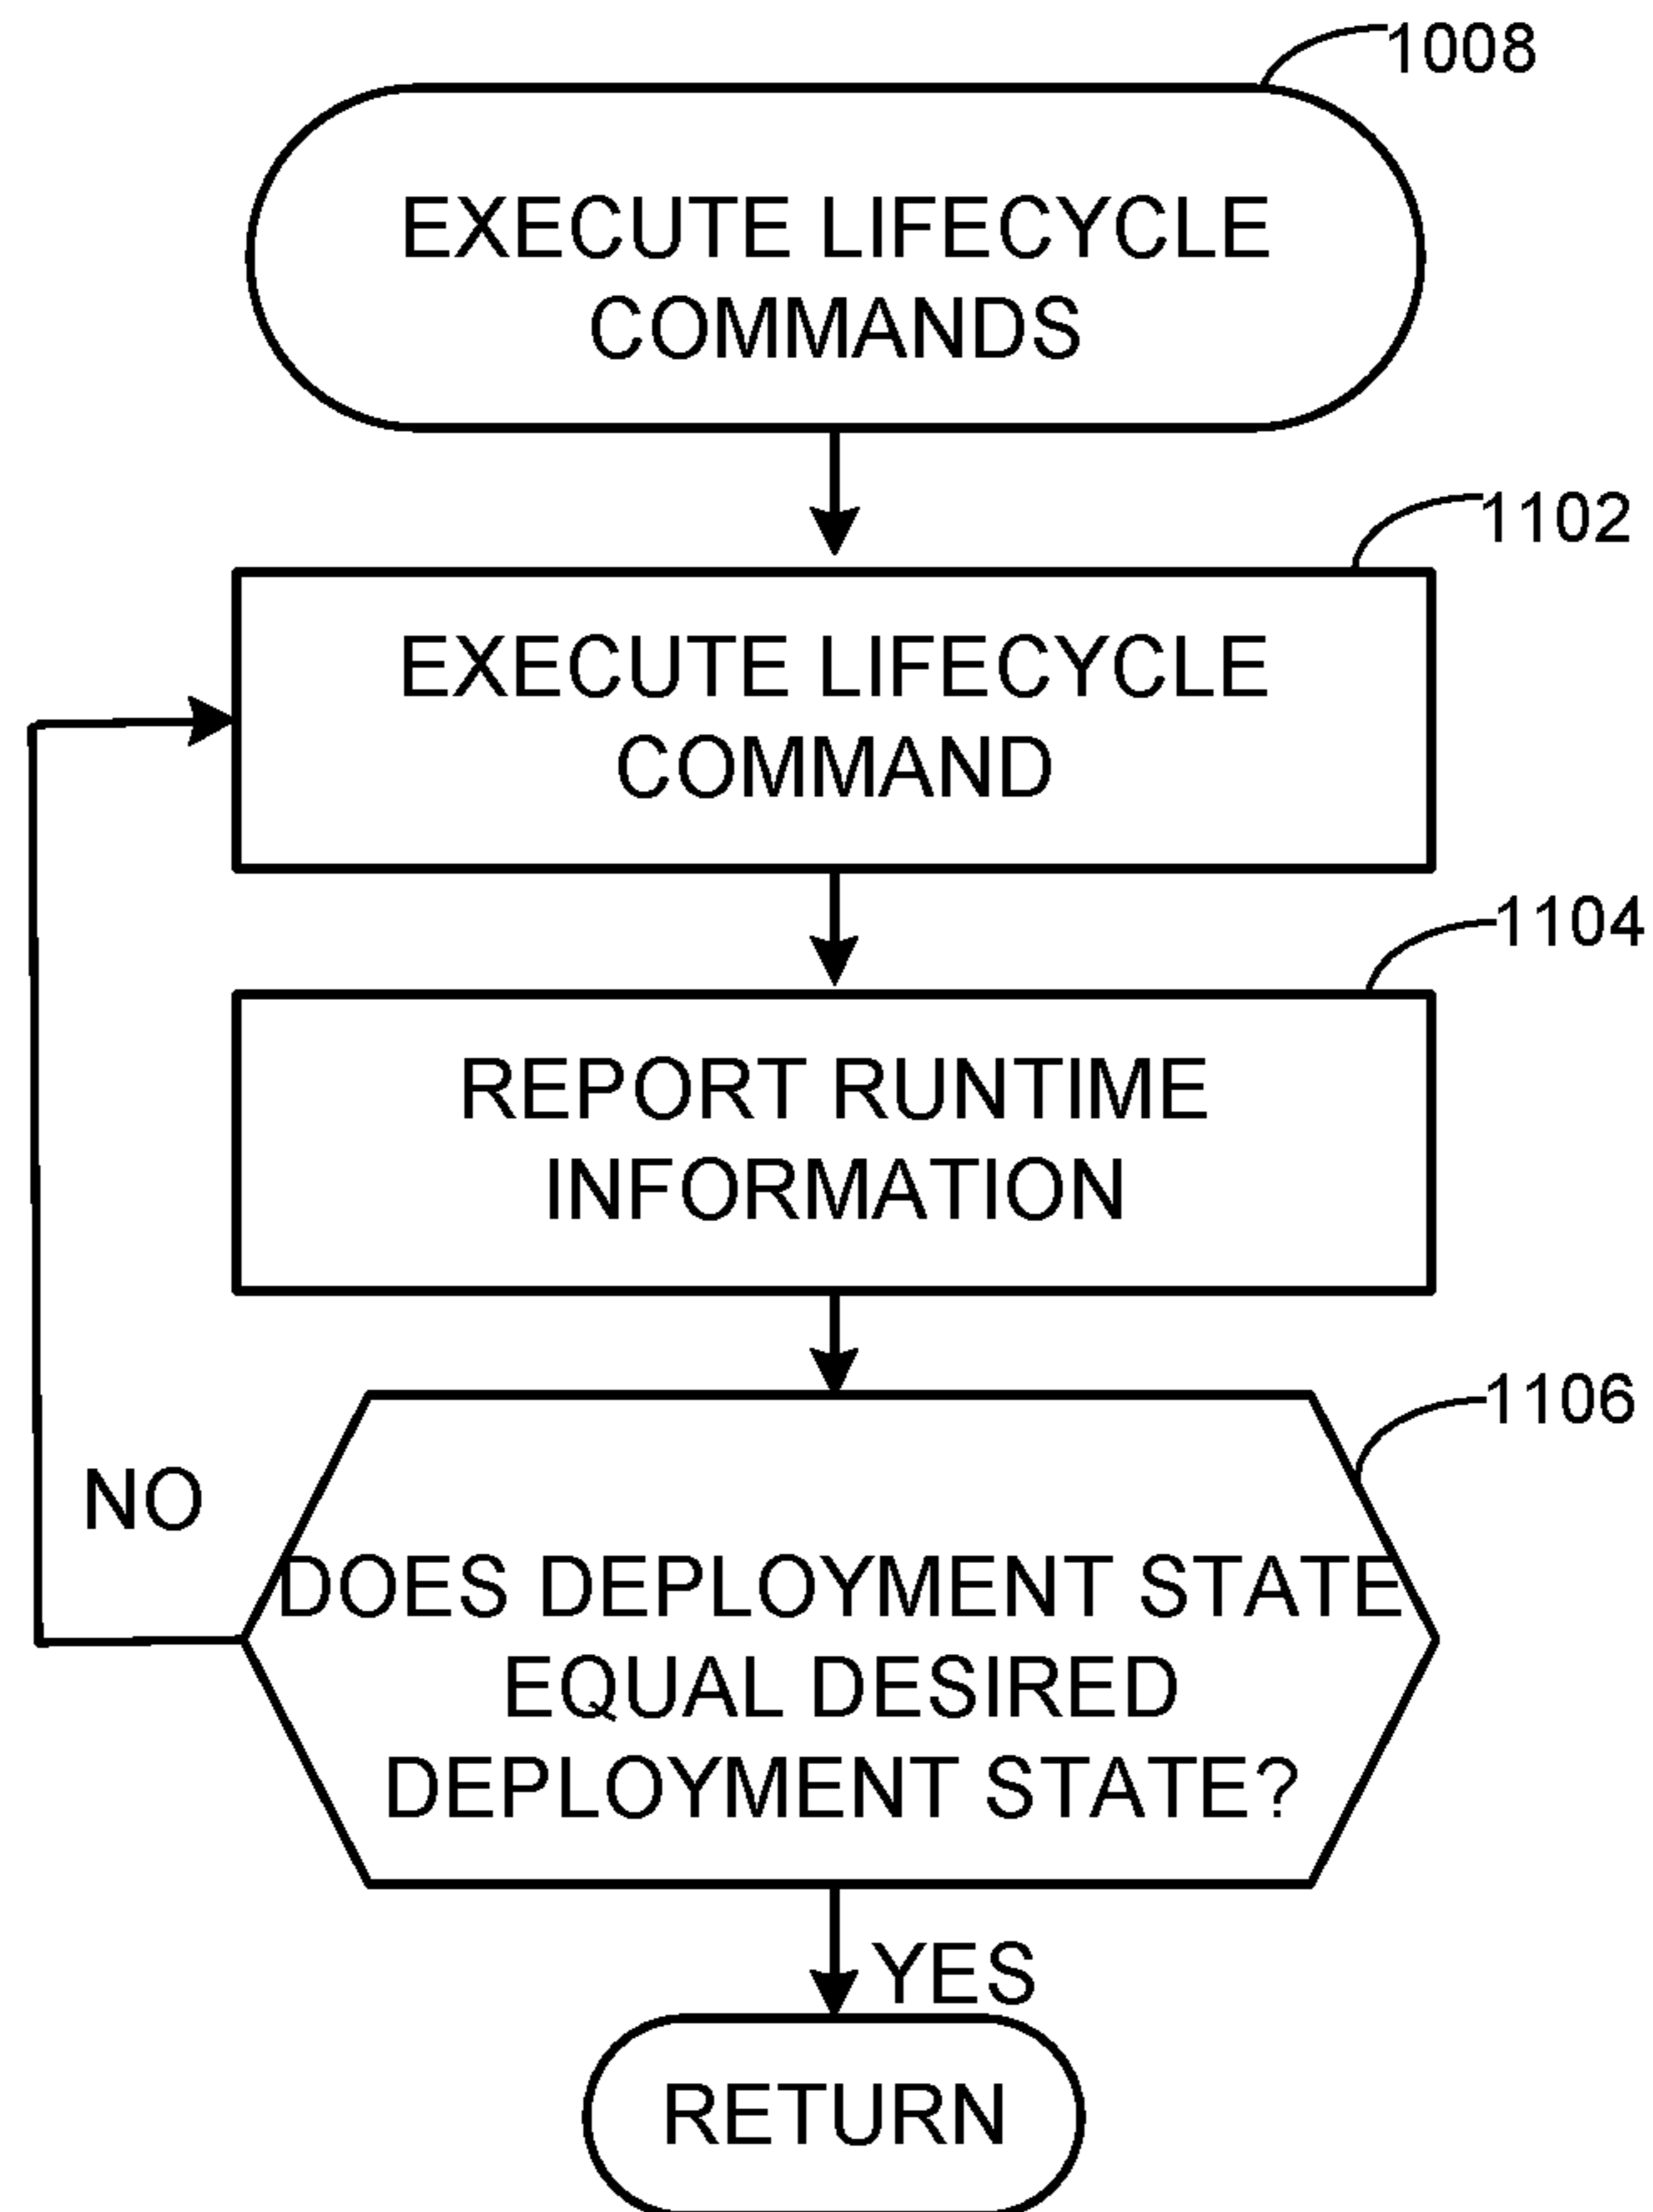 1008
EXECUTE LIFECYCLE
COMMANDS
1102
EXECUTE LIFECYCLE
COMMAND
1104
REPORT RUNTIME
INFORMATION
1106
NO
DOES DEPLOYMENT STATE
EQUAL DESIRED
DEPLOYMENT STATE?
YES
RETURN